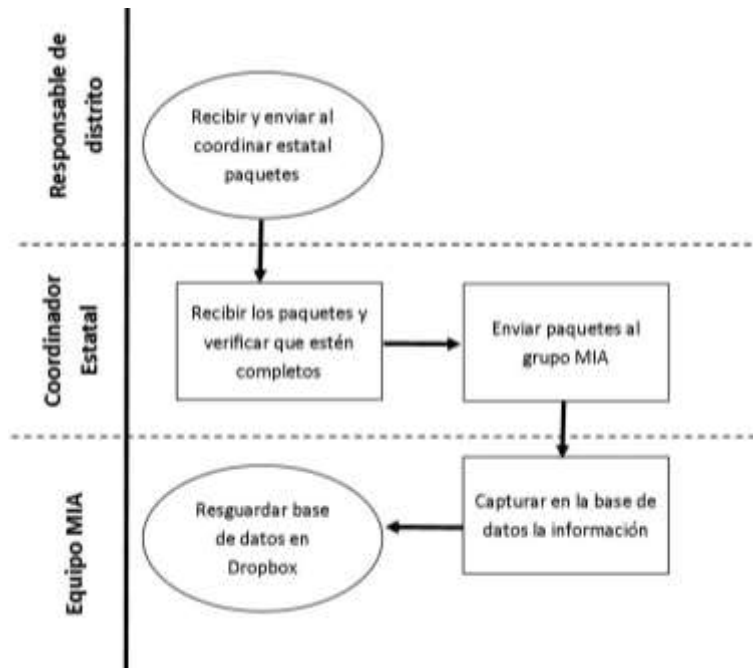 Responsable de
distrito
Recibir y enviar al
coordinar estatal
paquetes
Coordinador
Estatal
Recibir los paquetes y
verificar que estén
completos
Enviar paquetes al
grupo MIA
Equipo MIA
Resguardar base
de datos en
Dropbox
Capturar en la base de
datos la información